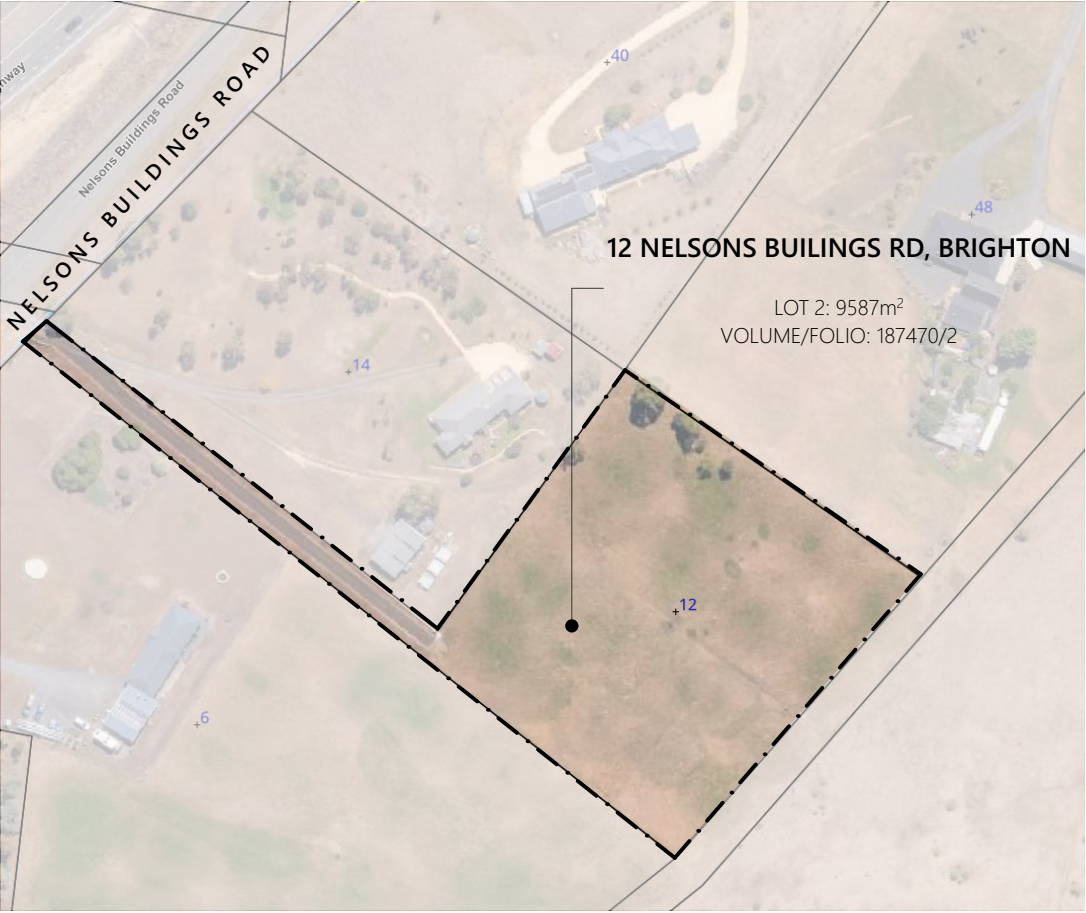 hway
Nelsons Buildings Road
NELSONS BUILDINGS ROAD
40
48
12 NELSONS BUILINGS RD, BRIGHTON
LOT 2: 9587m²
VOLUME/FOLIO: 187470/2
14
12
6